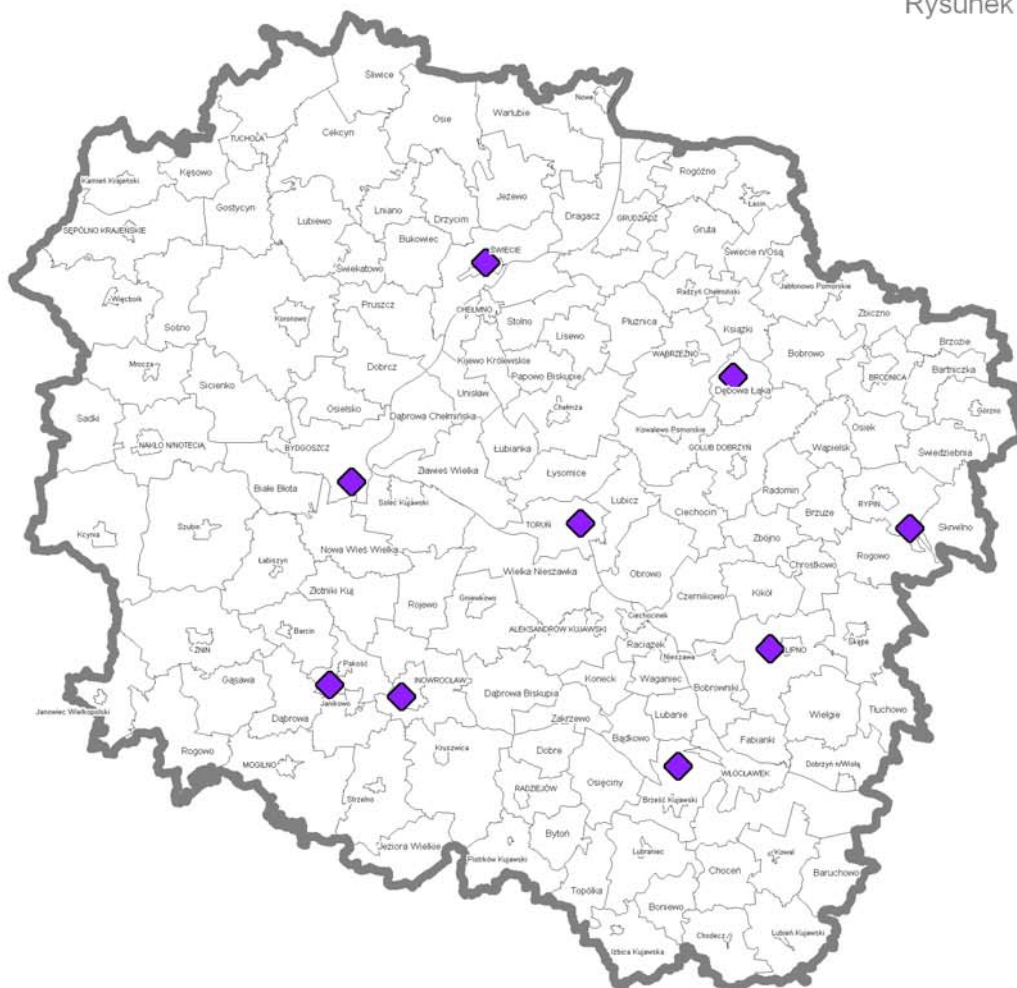 Rysunek
Śliwice
Nowe
Osie
Warlubie
Cekcyn
TUCHOLA
Kęsowo
Kamień Krajeński
Rogóźno
Jeżewo
Łasin
Gostycyn
Lubiewo
Lniano
Drzycim
Dragacz
GRUDZIĄDZ
Gruta
SĘPÓLNO KRAJEŃSKIE
Bukowiec
ŚWIECIE
Świecie n/Osą
Świekatowo
Jabłonowo Pomorskie
Radzyń Chełmiński
Więcbork
Pruszcz
CHEŁMNO
Zbiczno
Koronowo
Stolno
Płużnica
Książki
Sośno
Lisewo
Brzozie
WĄBRZEŹNO
Bobrowo
Kijewo Królewskie
Mrocza
Dobrcz
Bartniczka
Papowo Biskupie
BRODNICA
Sicienko
Dębowa Łąka
Unisław
Osielsko
Chełmża
Górzno
Sadki
Dąbrowa Chełmińska
Kowalewo Pomorskie
Osiek
NAKŁO N/NOTECIĄ
BYDGOSZCZ
Łubianka
GOLUB DOBRZYŃ
Wąpielsk
Świedziebnia
Zławieś Wielka
Łysomice
Białe Błota
Radomin
Solec Kujawski
Lubicz
RYPIN
Ciechocin
Brzuze
TORUŃ
Szubin
Skrwilno
Kcynia
Zbójno
Nowa Wieś Wielka
Rogowo
Łabiszyn
Chrostkowo
Wielka Nieszawka
Obrowo
Złotniki Kuj
Kikół
Czernikowo
Gniewkowo
Rojewo
Ciechocinek
ALEKSANDRÓW KUJAWSKI
Barcin
Skępe
Raciążek
ŻNIN
LIPNO
Nieszawa
Pakość
Gąsawa
INOWROCŁAW
Koneck
Waganiec
Bobrowniki
Dąbrowa Biskupia
Janikowo
Tłuchowo
Janowiec Wielkopolski
Lubanie
Wielgie
Dąbrowa
Zakrzewo
Bądkowo
Fabianki
Kruszwica
Rogowo
Dobre
MOGILNO
Dobrzyń n/Wisłą
WŁOCŁAWEK
Osięciny
RADZIEJÓW
Strzelno
Brześć Kujawski
Bytoń
Jeziora Wielkie
Lubraniec
Kowal
Piotrków Kujawski
Choceń
Baruchowo
Topólka
Boniewo
Lubień Kujawski
Chodecz
Izbica Kujawska